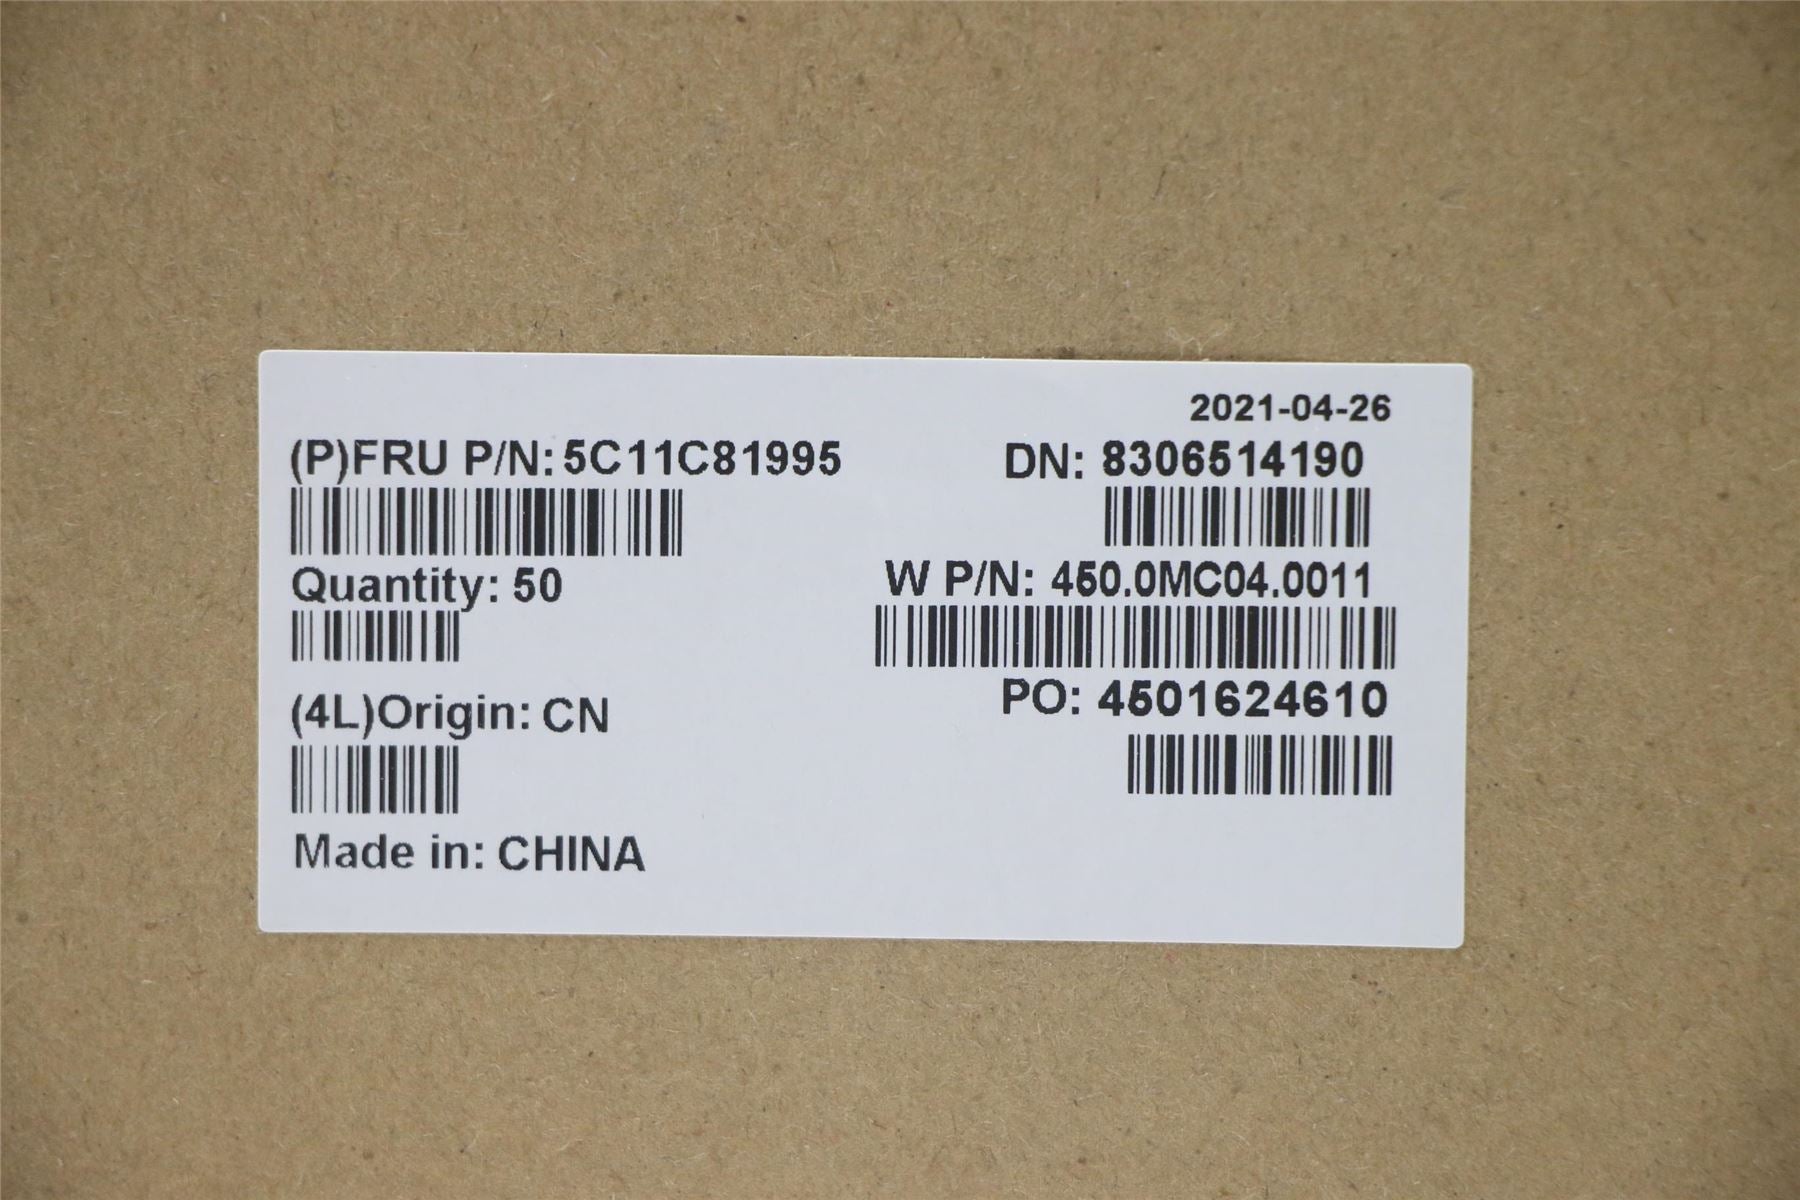 2021-04-26
(P)FRU P/N: 5C11C81995
DN: 8306514190
Quantity: 50
W P/N: 450.0MC04.0011
(4L)Origin: CN
PO: 4501624610
Made in: CHINA